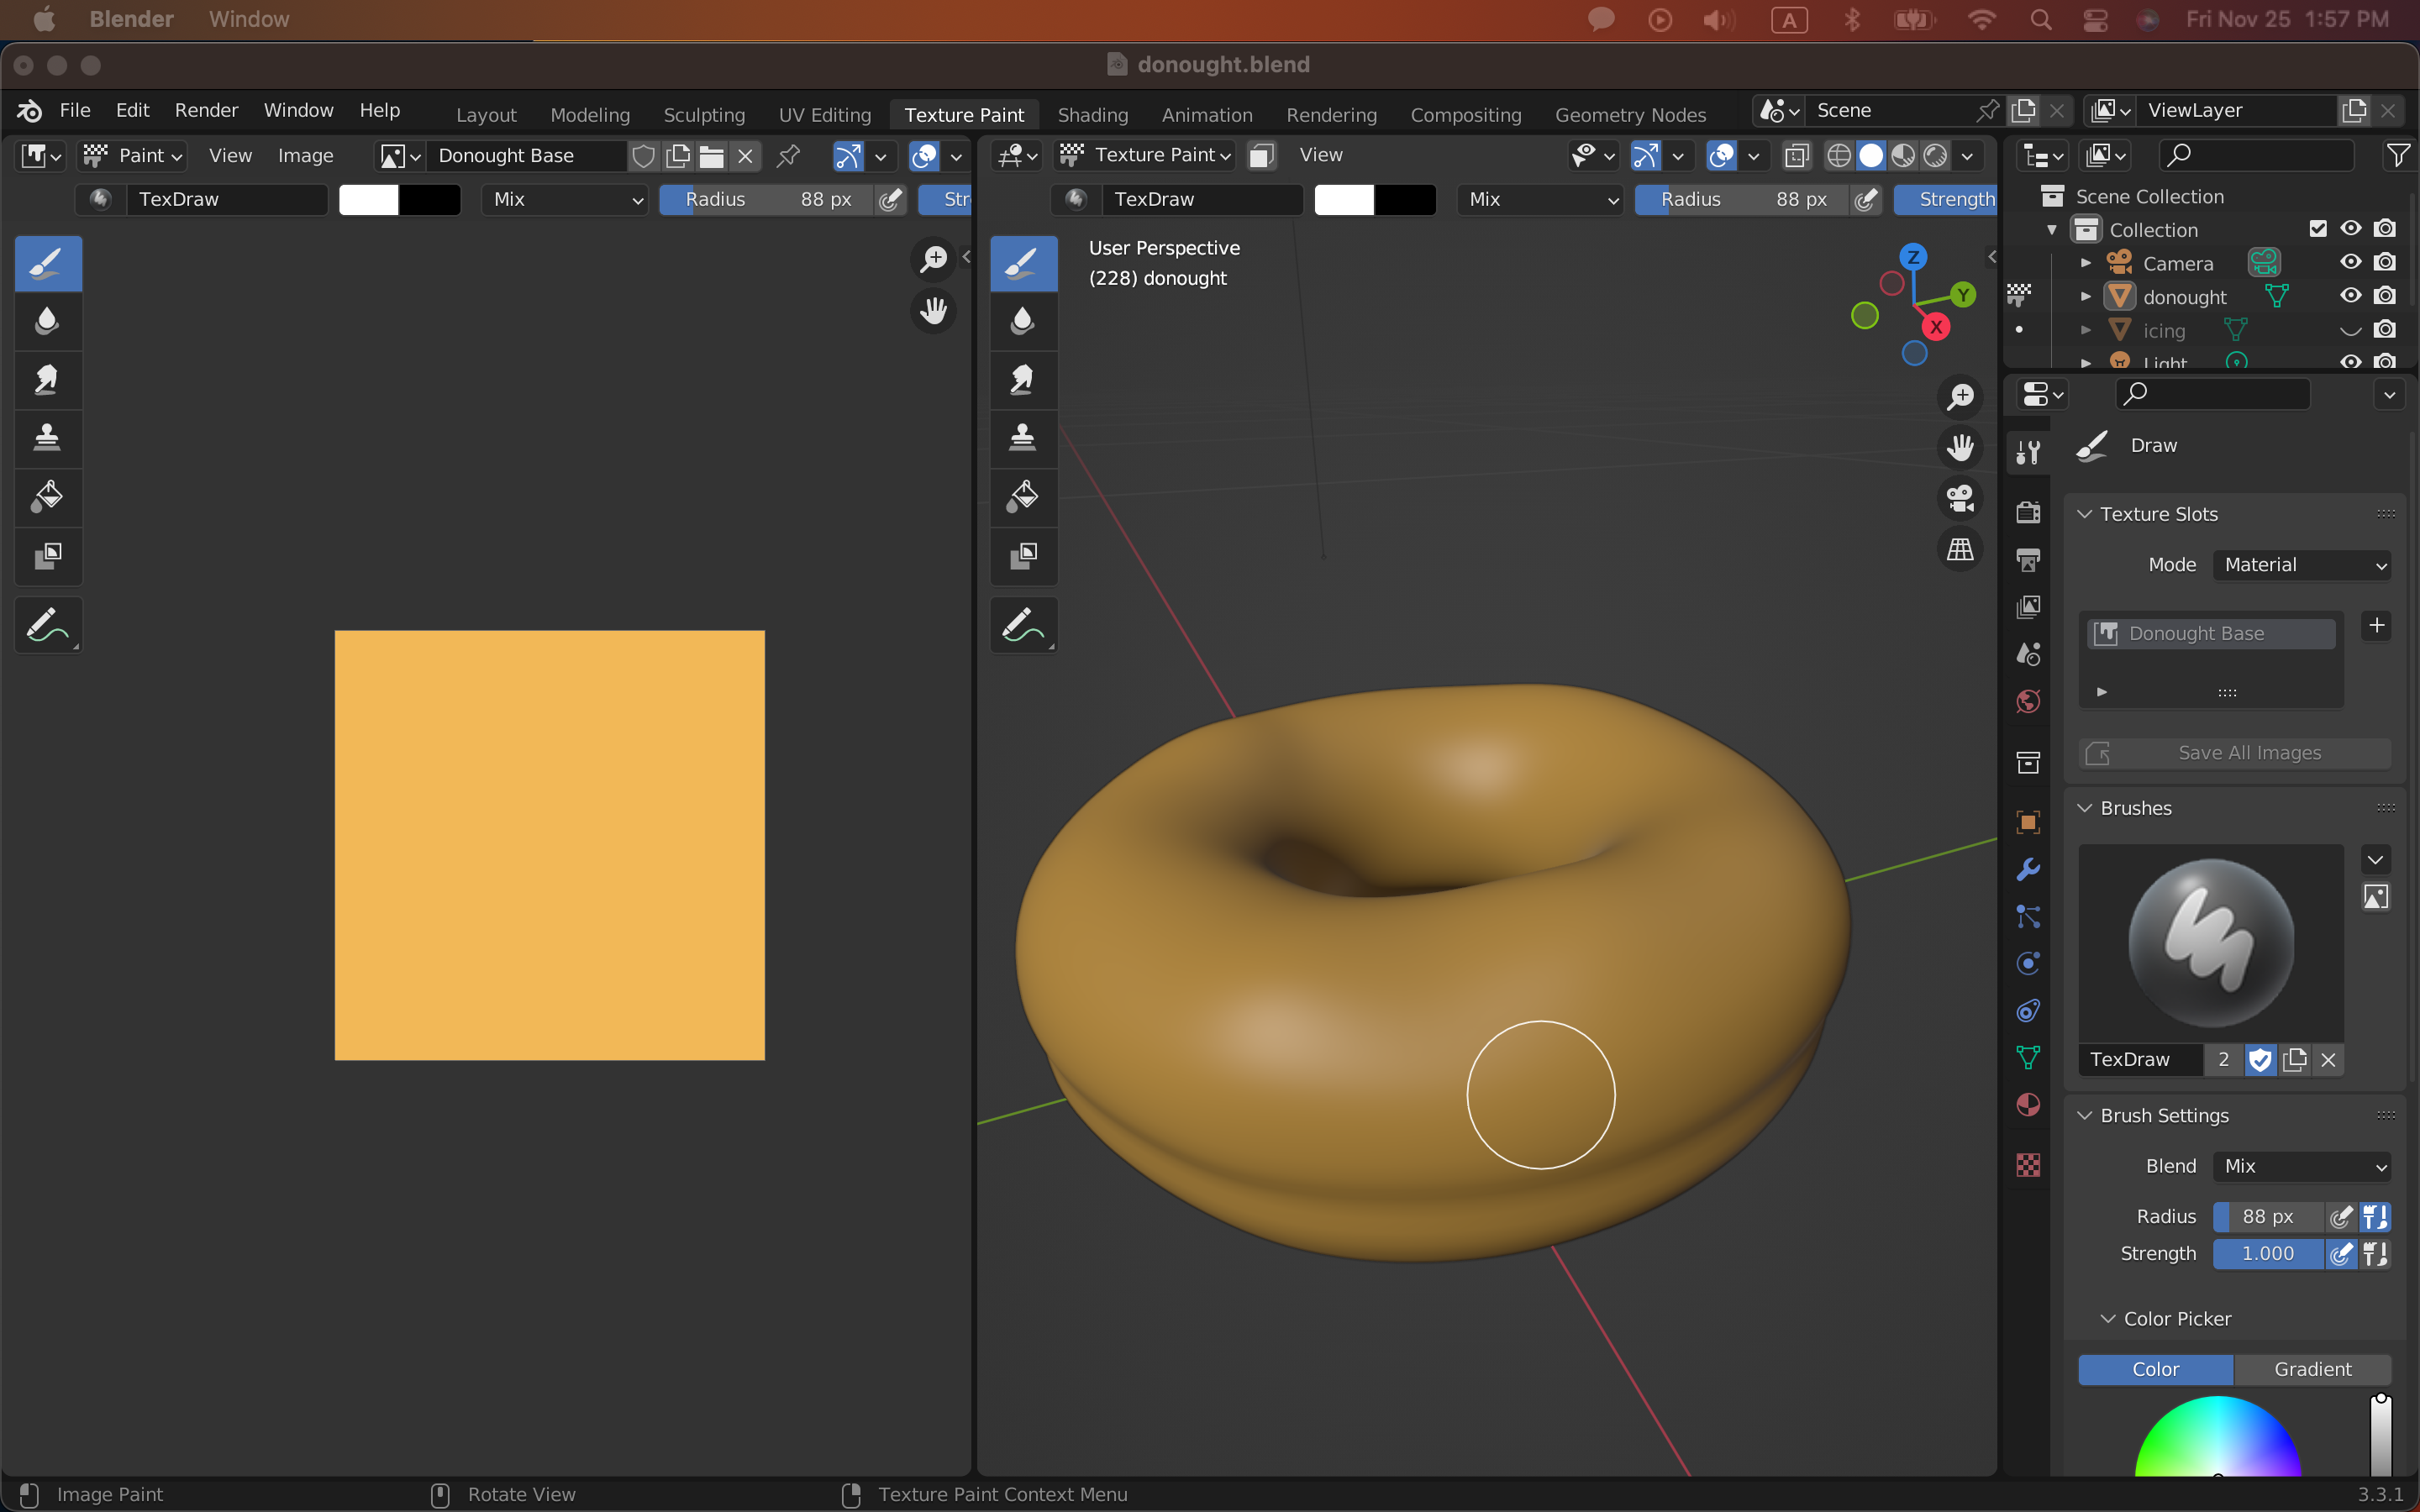 Blender Window A Fri Nov 25 1:57 PM
donought.blend
File Edit Render Window Help Layout Modeling Sculpting UV Editing Texture Paint Shading Animation Rendering Compositing Geometry Nodes Scene ViewLayer
Paint View Image Donought Base Texture Paint View
TexDraw Mix Radius 88 px Str TexDraw Mix Radius 88 px Strength
Scene Collection
Collection
Camera
donought
icing
Light
User Perspective
(228) donought
Z
Y
X
Draw
Texture Slots
Mode Material
Donought Base
Save All Images
Brushes
TexDraw 2
Brush Settings
Blend Mix
Radius 88 px
Strength 1.000
Color Picker
Color Gradient
Image Paint Rotate View Texture Paint Context Menu 3.3.1